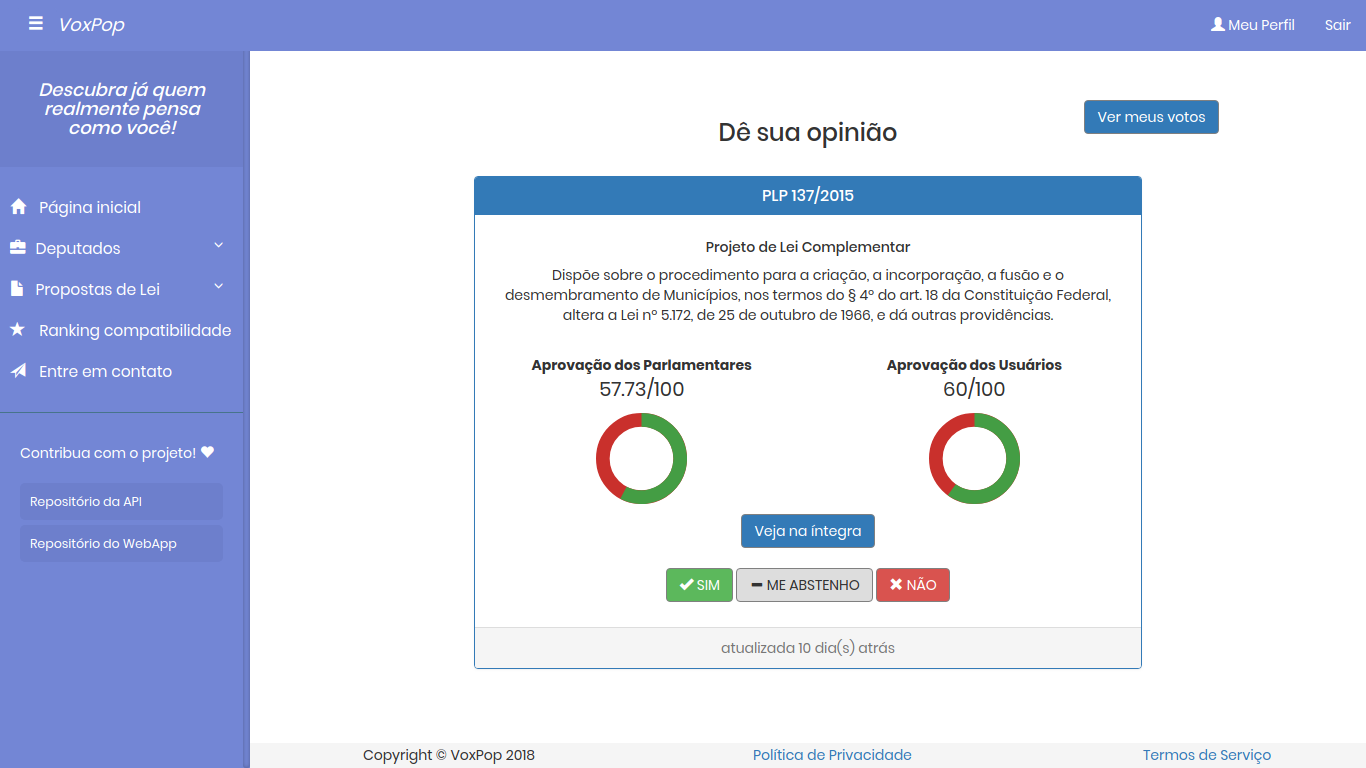 VoxPop
Meu Perfil
Sair
Descubra já quem
realmente pensa
como você!
Página inicial
Deputados
Propostas de Lei
Ranking compatibilidade
Entre em contato
Contribua com o projeto!
Repositório da API
Repositório do WebApp
Dê sua opinião
Ver meus votos
PLP 137/2015
Projeto de Lei Complementar
Dispõe sobre o procedimento para a criação, a incorporação, a fusão e o
desmembramento de Municípios, nos termos do § 4º do art. 18 da Constituição Federal,
altera a Lei nº 5.172, de 25 de outubro de 1966, e dá outras providências.
Aprovação dos Parlamentares
57.73/100
Aprovação dos Usuários
60/100
Veja na íntegra
SIM
ME ABSTENHO
NÃO
atualizada 10 dia(s) atrás
Copyright © VoxPop 2018
Política de Privacidade
Termos de Serviço